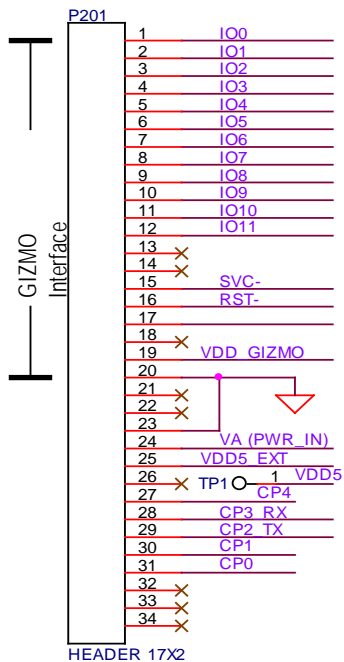 P201
1 IO0
2 IO1
3 IO2
4 IO3
5 IO4
6 IO5
7 IO6
8 IO7
9 IO8
10 IO9
11 IO10
12 IO11
13
14
15 SVC-
16 RST-
17
18
19 VDD_GIZMO
20
21
22
23
24 VA (PWR_IN)
25 VDD5_EXT
26 TP1 1 VDD5
27 CP4
28 CP3_RX
29 CP2_TX
30 CP1
31 CP0
32
33
34
HEADER 17X2
GIZMO
Interface